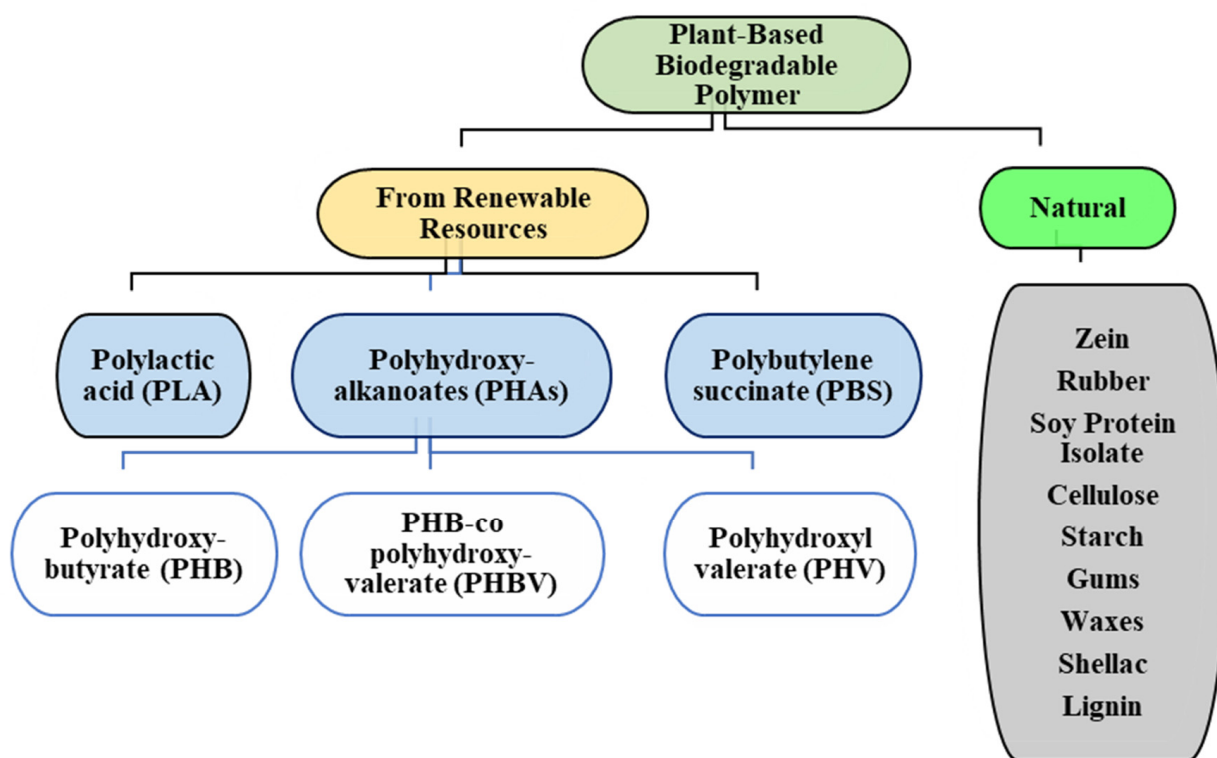 Plant-Based
Biodegradable
Polymer
From Renewable
Resources
Natural
Polylactic
acid (PLA)
Polyhydroxy-
alkanoates (PHAs)
Polybutylene
succinate (PBS)
Polyhydroxy-
butyrate (PHB)
PHB-co
polyhydroxy-
valerate (PHBV)
Polyhydroxyl
valerate (PHV)
Zein
Rubber
Soy Protein
Isolate
Cellulose
Starch
Gums
Waxes
Shellac
Lignin